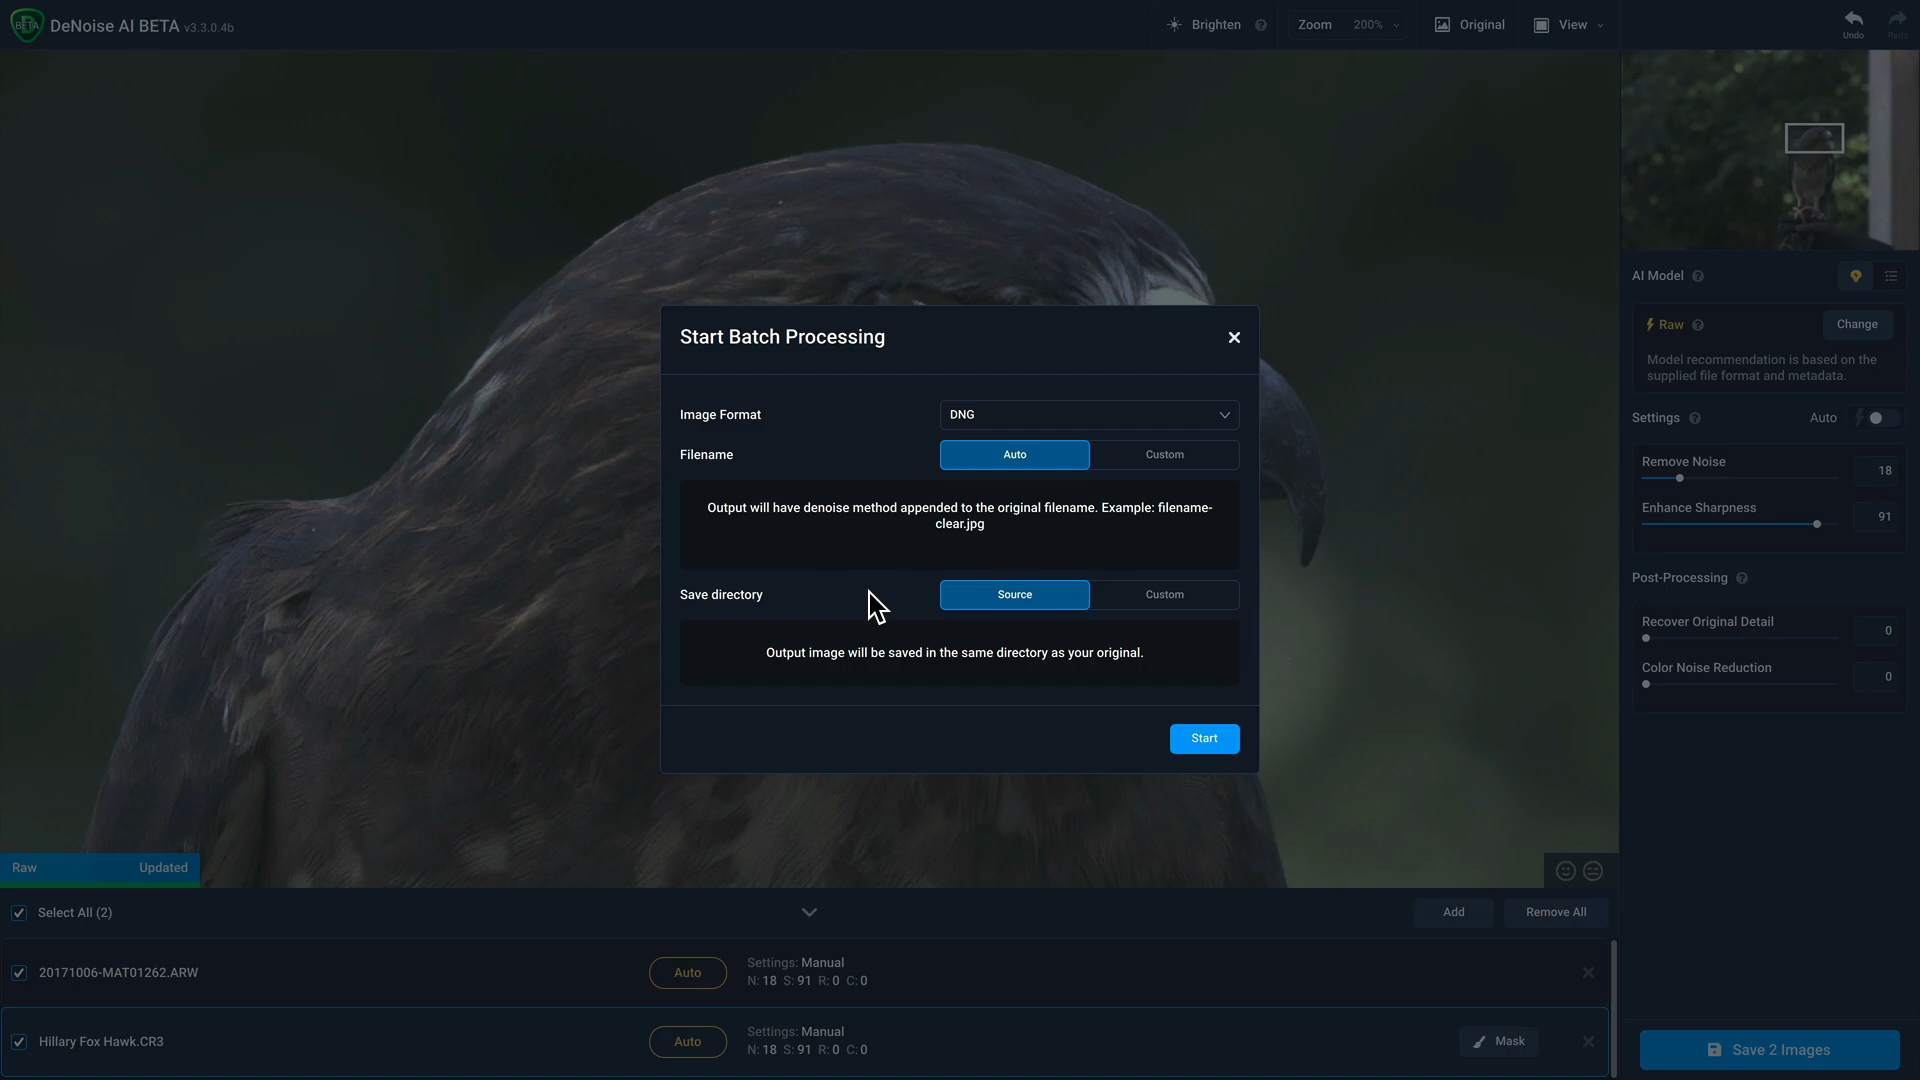 BETA
DeNoise AI BETA v3.3.0.4b
Brighten
Zoom 200%
Original
View
Undo
Redo
AI Model
Raw
Change
Model recommendation is based on the
supplied file format and metadata.
Settings
Auto
Remove Noise
18
Enhance Sharpness
91
Post-Processing
Recover Original Detail
0
Color Noise Reduction
0
Start Batch Processing
Image Format
DNG
Filename
Auto
Custom
Output will have denoise method appended to the original filename. Example: filename-
clear.jpg
Save directory
Source
Custom
Output image will be saved in the same directory as your original.
Start
Raw
Updated
Select All (2)
Add
Remove All
20171006-MAT01262.ARW
Auto
Settings: Manual
N: 18 S: 91 R: 0 C: 0
Hillary Fox Hawk.CR3
Auto
Settings: Manual
N: 18 S: 91 R: 0 C: 0
Mask
Save 2 Images